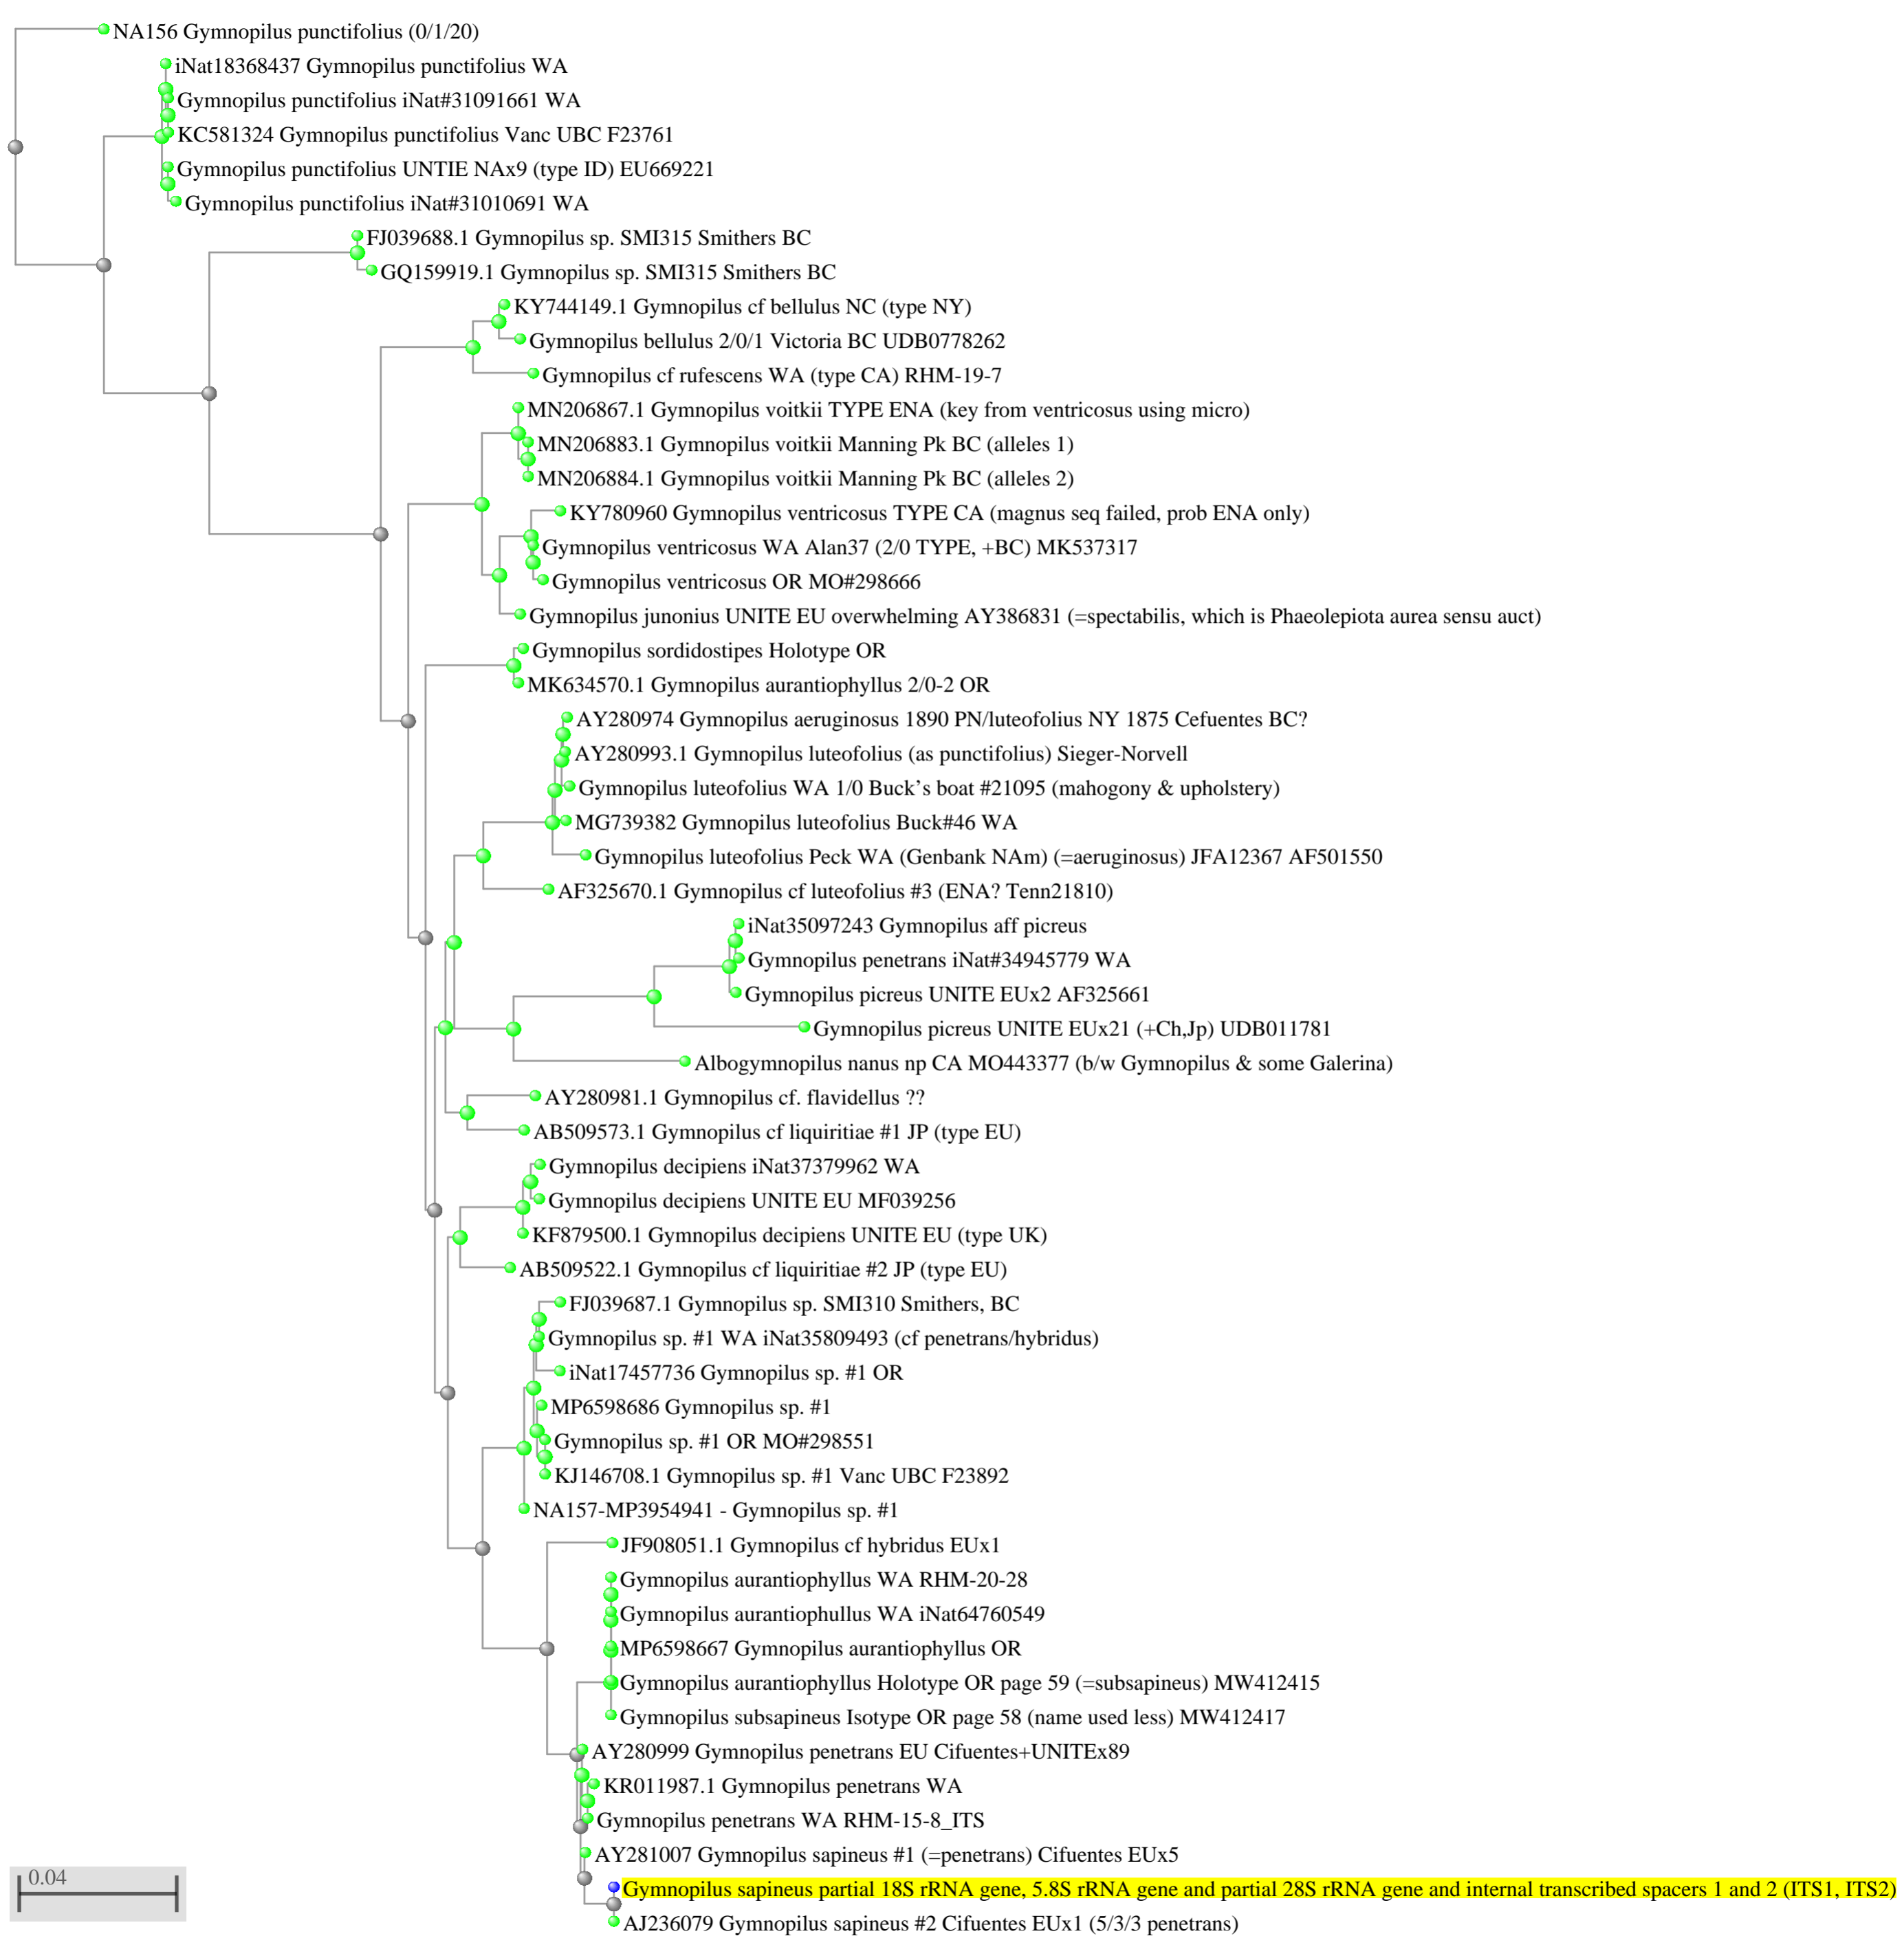 NA156 Gymnopilus punctifolius (0/1/20)
iNat18368437 Gymnopilus punctifolius WA
Gymnopilus punctifolius iNat#31091661 WA
KC581324 Gymnopilus punctifolius Vanc UBC F23761
Gymnopilus punctifolius UNTIE NAx9 (type ID) EU669221
Gymnopilus punctifolius iNat#31010691 WA
FJ039688.1 Gymnopilus sp. SMI315 Smithers BC
GQ159919.1 Gymnopilus sp. SMI315 Smithers BC
KY744149.1 Gymnopilus cf bellulus NC (type NY)
Gymnopilus bellulus 2/0/1 Victoria BC UDB0778262
Gymnopilus cf rufescens WA (type CA) RHM-19-7
MN206867.1 Gymnopilus voitkii TYPE ENA (key from ventricosus using micro)
MN206883.1 Gymnopilus voitkii Manning Pk BC (alleles 1)
MN206884.1 Gymnopilus voitkii Manning Pk BC (alleles 2)
KY780960 Gymnopilus ventricosus TYPE CA (magnus seq failed, prob ENA only)
Gymnopilus ventricosus WA Alan37 (2/0 TYPE, +BC) MK537317
Gymnopilus ventricosus OR MO#298666
Gymnopilus junonius UNITE EU overwhelming AY386831 (=spectabilis, which is Phaeolepiota aurea sensu auct)
Gymnopilus sordidostipes Holotype OR
MK634570.1 Gymnopilus aurantiophyllus 2/0-2 OR
AY280974 Gymnopilus aeruginosus 1890 PN/luteofolius NY 1875 Cefuentes BC?
AY280993.1 Gymnopilus luteofolius (as punctifolius) Sieger-Norvell
Gymnopilus luteofolius WA 1/0 Buck's boat #21095 (mahogony & upholstery)
MG739382 Gymnopilus luteofolius Buck#46 WA
Gymnopilus luteofolius Peck WA (Genbank NAm) (=aeruginosus) JFA12367 AF501550
AF325670.1 Gymnopilus cf luteofolius #3 (ENA? Tenn21810)
iNat35097243 Gymnopilus aff picreus
Gymnopilus penetrans iNat#34945779 WA
Gymnopilus picreus UNITE EUx2 AF325661
Gymnopilus picreus UNITE EUx21 (+Ch,Jp) UDB011781
Albogymnopilus nanus np CA MO443377 (b/w Gymnopilus & some Galerina)
AY280981.1 Gymnopilus cf. flavidellus ??
AB509573.1 Gymnopilus cf liquiritiae #1 JP (type EU)
Gymnopilus decipiens iNat37379962 WA
Gymnopilus decipiens UNITE EU MF039256
KF879500.1 Gymnopilus decipiens UNITE EU (type UK)
AB509522.1 Gymnopilus cf liquiritiae #2 JP (type EU)
FJ039687.1 Gymnopilus sp. SMI310 Smithers, BC
Gymnopilus sp. #1 WA iNat35809493 (cf penetrans/hybridus)
iNat17457736 Gymnopilus sp. #1 OR
MP6598686 Gymnopilus sp. #1
Gymnopilus sp. #1 OR MO#298551
KJ146708.1 Gymnopilus sp. #1 Vanc UBC F23892
NA157-MP3954941 - Gymnopilus sp. #1
JF908051.1 Gymnopilus cf hybridus EUx1
Gymnopilus aurantiophyllus WA RHM-20-28
Gymnopilus aurantiophullus WA iNat64760549
MP6598667 Gymnopilus aurantiophyllus OR
Gymnopilus aurantiophyllus Holotype OR page 59 (=subsapineus) MW412415
Gymnopilus subsapineus Isotype OR page 58 (name used less) MW412417
AY280999 Gymnopilus penetrans EU Cifuentes+UNITEx89
KR011987.1 Gymnopilus penetrans WA
Gymnopilus penetrans WA RHM-15-8_ITS
AY281007 Gymnopilus sapineus #1 (=penetrans) Cifuentes EUx5
Gymnopilus sapineus partial 18S rRNA gene, 5.8S rRNA gene and partial 28S rRNA gene and internal transcribed spacers 1 and 2 (ITS1, ITS2)
AJ236079 Gymnopilus sapineus #2 Cifuentes EUx1 (5/3/3 penetrans)
0.04